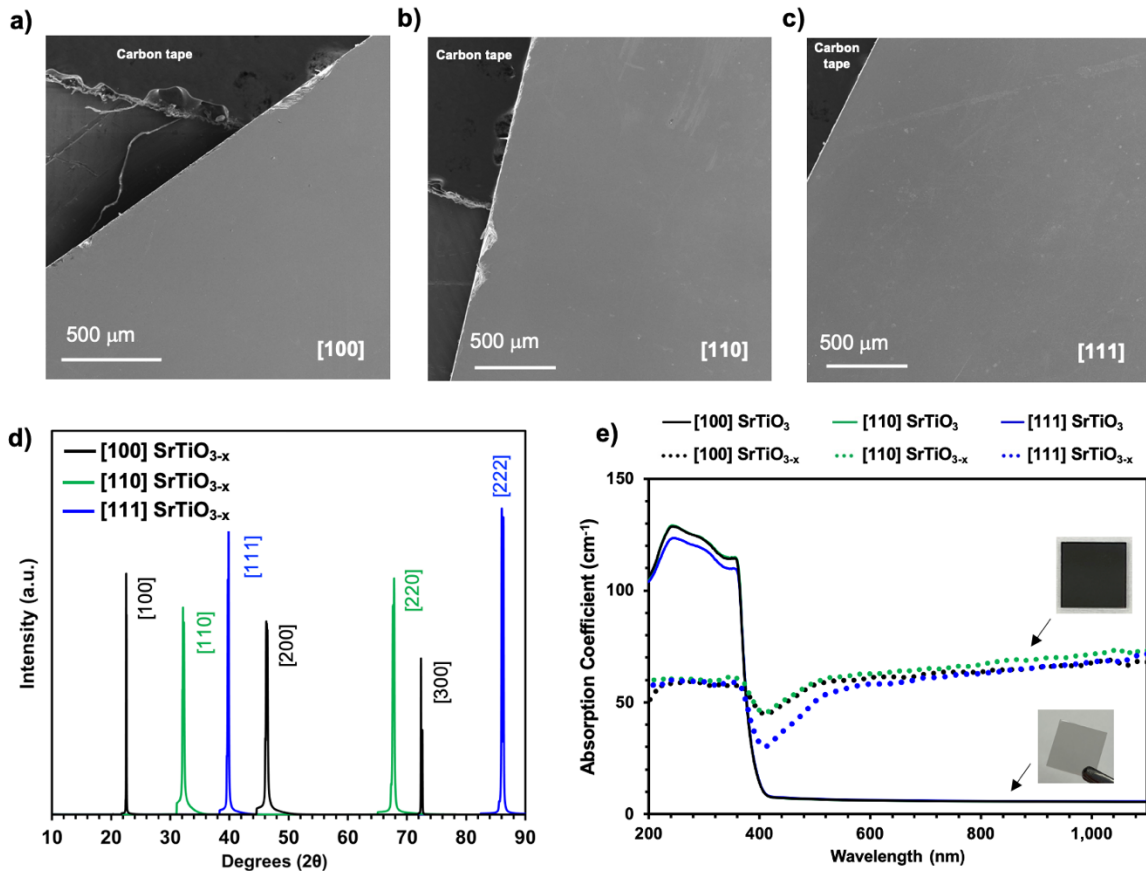 a)
Carbon tape
500 μm
[100]
b)
Carbon tape
500 μm
[110]
c)
Carbon
tape
500 μm
[111]
d)
[100] SrTiO3-x
[110] SrTiO3-x
[111] SrTiO3-x
[100]
[110]
[111]
[200]
[220]
[300]
[222]
Intensity (a.u.)
10 20 30 40 50 60 70 80 90
Degrees (2θ)
e)
[100] SrTiO3 [110] SrTiO3 [111] SrTiO3
[100] SrTiO3-x [110] SrTiO3-x [111] SrTiO3-x
Absorption Coefficient (cm-1)
150
100
50
0
200 400 600 800 1,000
Wavelength (nm)